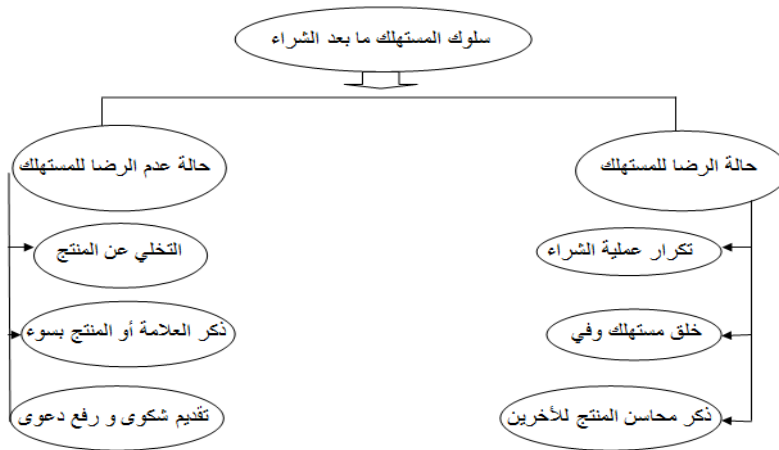 سلوك المستهلك ما بعد الشراء
حالة الرضا للمستهلك
حالة عدم الرضا للمستهلك
تكرار عملية الشراء
التخلي عن المنتج
خلق مستهلك وفي
ذكر العلامة أو المنتج بسوء
ذكر محاسن المنتج للأخرين
تقديم شكوى و رفع دعوى